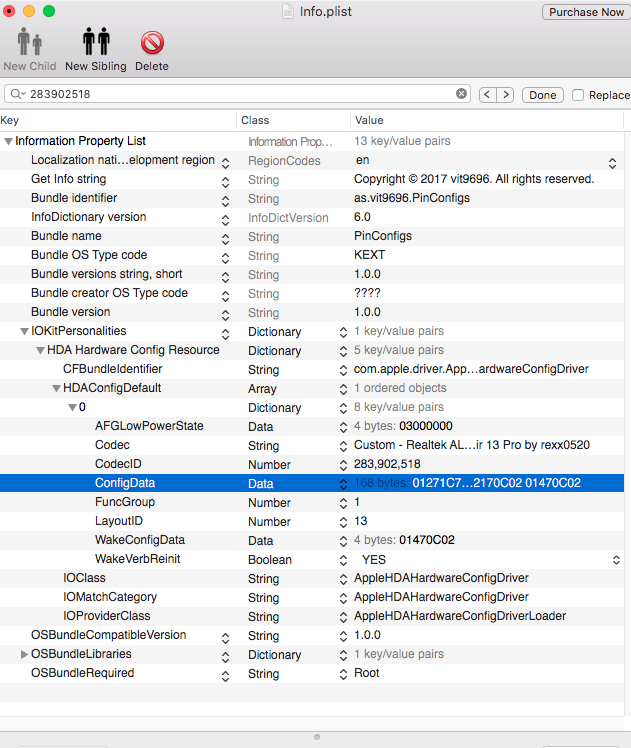 Info.plist
Purchase Now
New Child New Sibling Delete
283902518 < > Done Replace
Key Class Value
Information Property List Information Prop… 13 key/value pairs
Localization nati…elopment region RegionCodes en
Get Info string String Copyright © 2017 vit9696. All rights reserved.
Bundle identifier String as.vit9696.PinConfigs
InfoDictionary version InfoDictVersion 6.0
Bundle name String PinConfigs
Bundle OS Type code String KEXT
Bundle versions string, short String 1.0.0
Bundle creator OS Type code String ????
Bundle version String 1.0.0
IOKitPersonalities Dictionary 1 key/value pairs
HDA Hardware Config Resource Dictionary 5 key/value pairs
CFBundleIdentifier String com.apple.driver.App…ardwareConfigDriver
HDAConfigDefault Array 1 ordered objects
0 Dictionary 8 key/value pairs
AFGLowPowerState Data 4 bytes: 03000000
Codec String Custom - Realtek AL…ir 13 Pro by rexx0520
CodecID Number 283,902,518
ConfigData Data 168 bytes: 01271C7…2170C02 01470C02
FuncGroup Number 1
LayoutID Number 13
WakeConfigData Data 4 bytes: 01470C02
WakeVerbReinit Boolean YES
IOClass String AppleHDAHardwareConfigDriver
IOMatchCategory String AppleHDAHardwareConfigDriver
IOProviderClass String AppleHDAHardwareConfigDriverLoader
OSBundleCompatibleVersion String 1.0.0
OSBundleLibraries Dictionary 1 key/value pairs
OSBundleRequired String Root